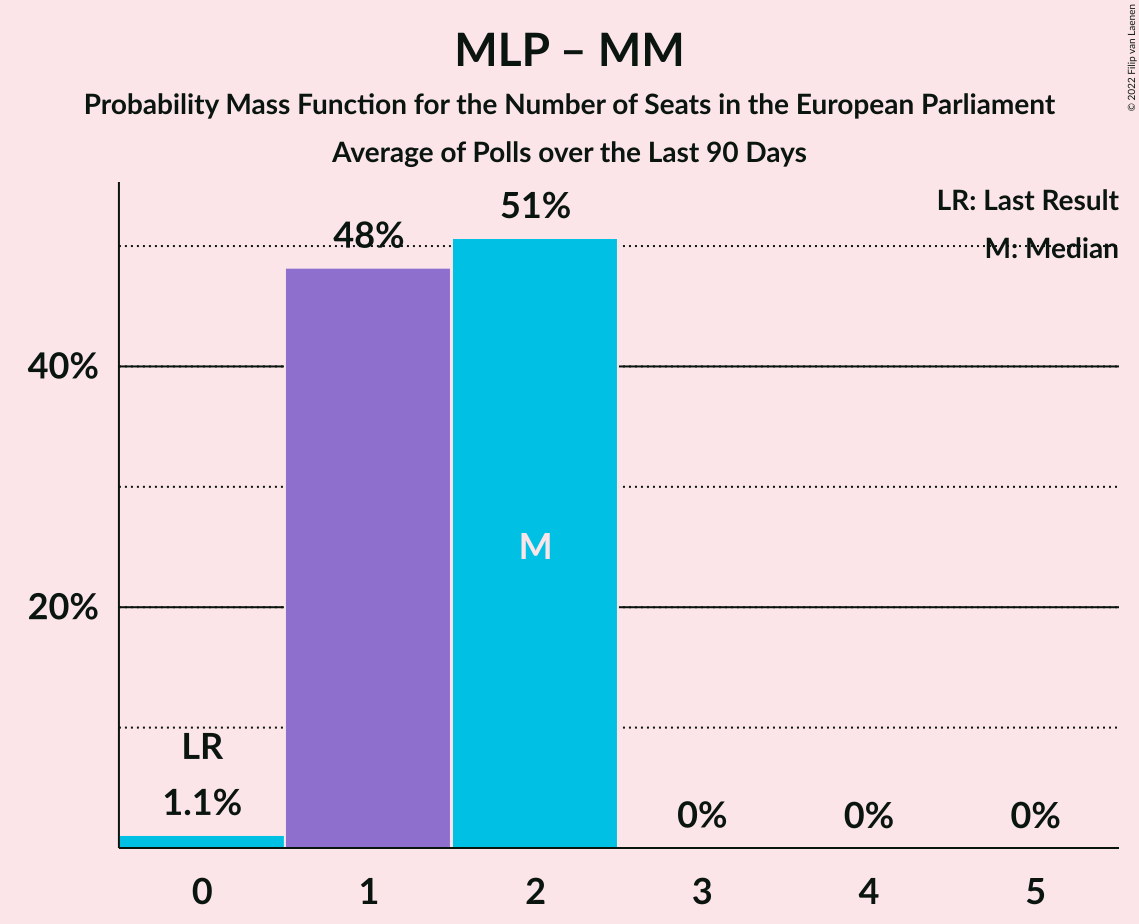 MLP – MM
Probability Mass Function for the Number of Seats in the European Parliament
Average of Polls over the Last 90 Days
© 2022 Filip van Laenen
LR: Last Result
M: Median
51%
48%
40%
M
20%
LR
1.1%
0%
0%
0%
0
1
2
3
4
5